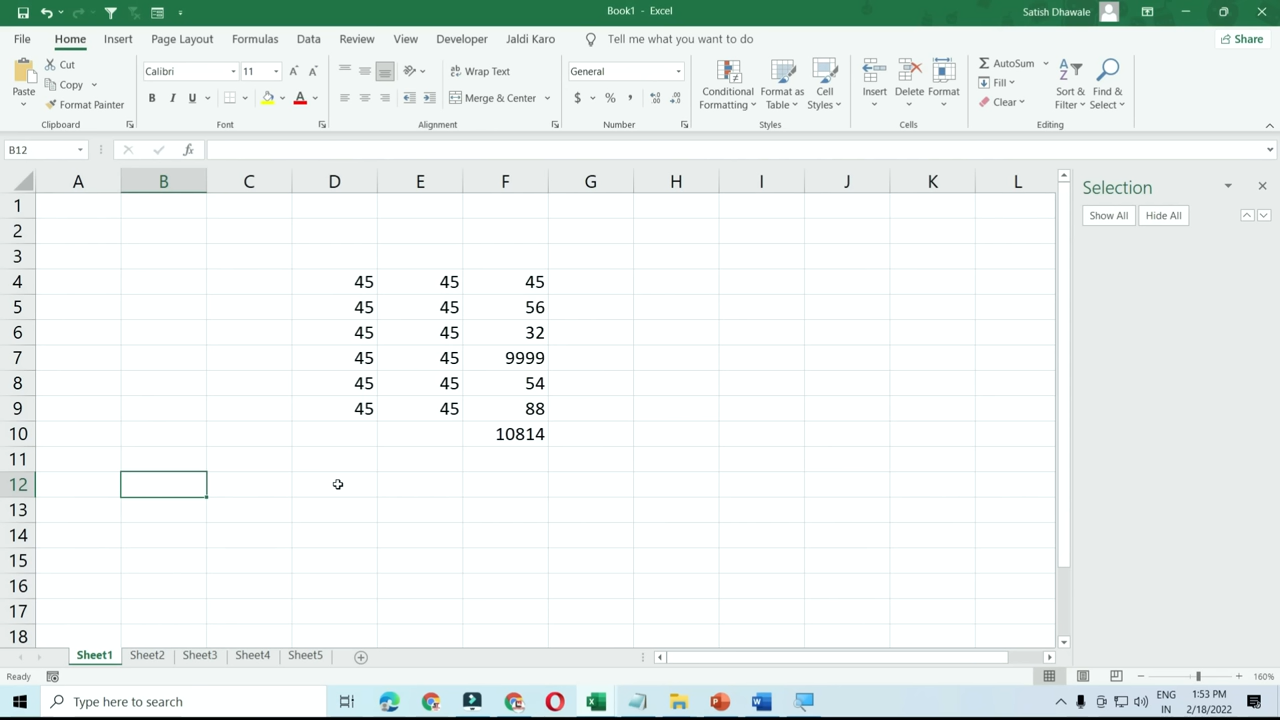 Book1 - Excel
Satish Dhawale
File Home Insert Page Layout Formulas Data Review View Developer Jaldi Karo Tell me what you want to do Share
Paste
Cut
Copy
Format Painter
Clipboard
Calibri 11
B I U
Font
Wrap Text
Merge & Center
Alignment
General
$ % ,
Number
Conditional Formatting
Format as Table
Cell Styles
Styles
Insert Delete Format
Cells
AutoSum
Fill
Clear
Sort & Filter
Find & Select
Editing
B12 fx
A B C D E F G H I J K L
1
2
3
4 45 45 45
5 45 45 56
6 45 45 32
7 45 45 9999
8 45 45 54
9 45 45 88
10 10814
11
12
13
14
15
16
17
18
Selection
Show All Hide All
Sheet1 Sheet2 Sheet3 Sheet4 Sheet5
Ready 160%
Type here to search
ENG
IN
1:53 PM
2/18/2022